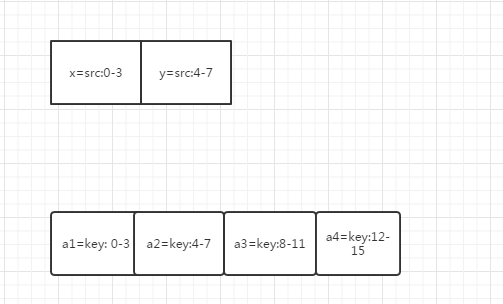 x=src:0-3
y=src:4-7
a1=key: 0-3
a2=key:4-7
a3=key:8-11
a4=key:12-
15